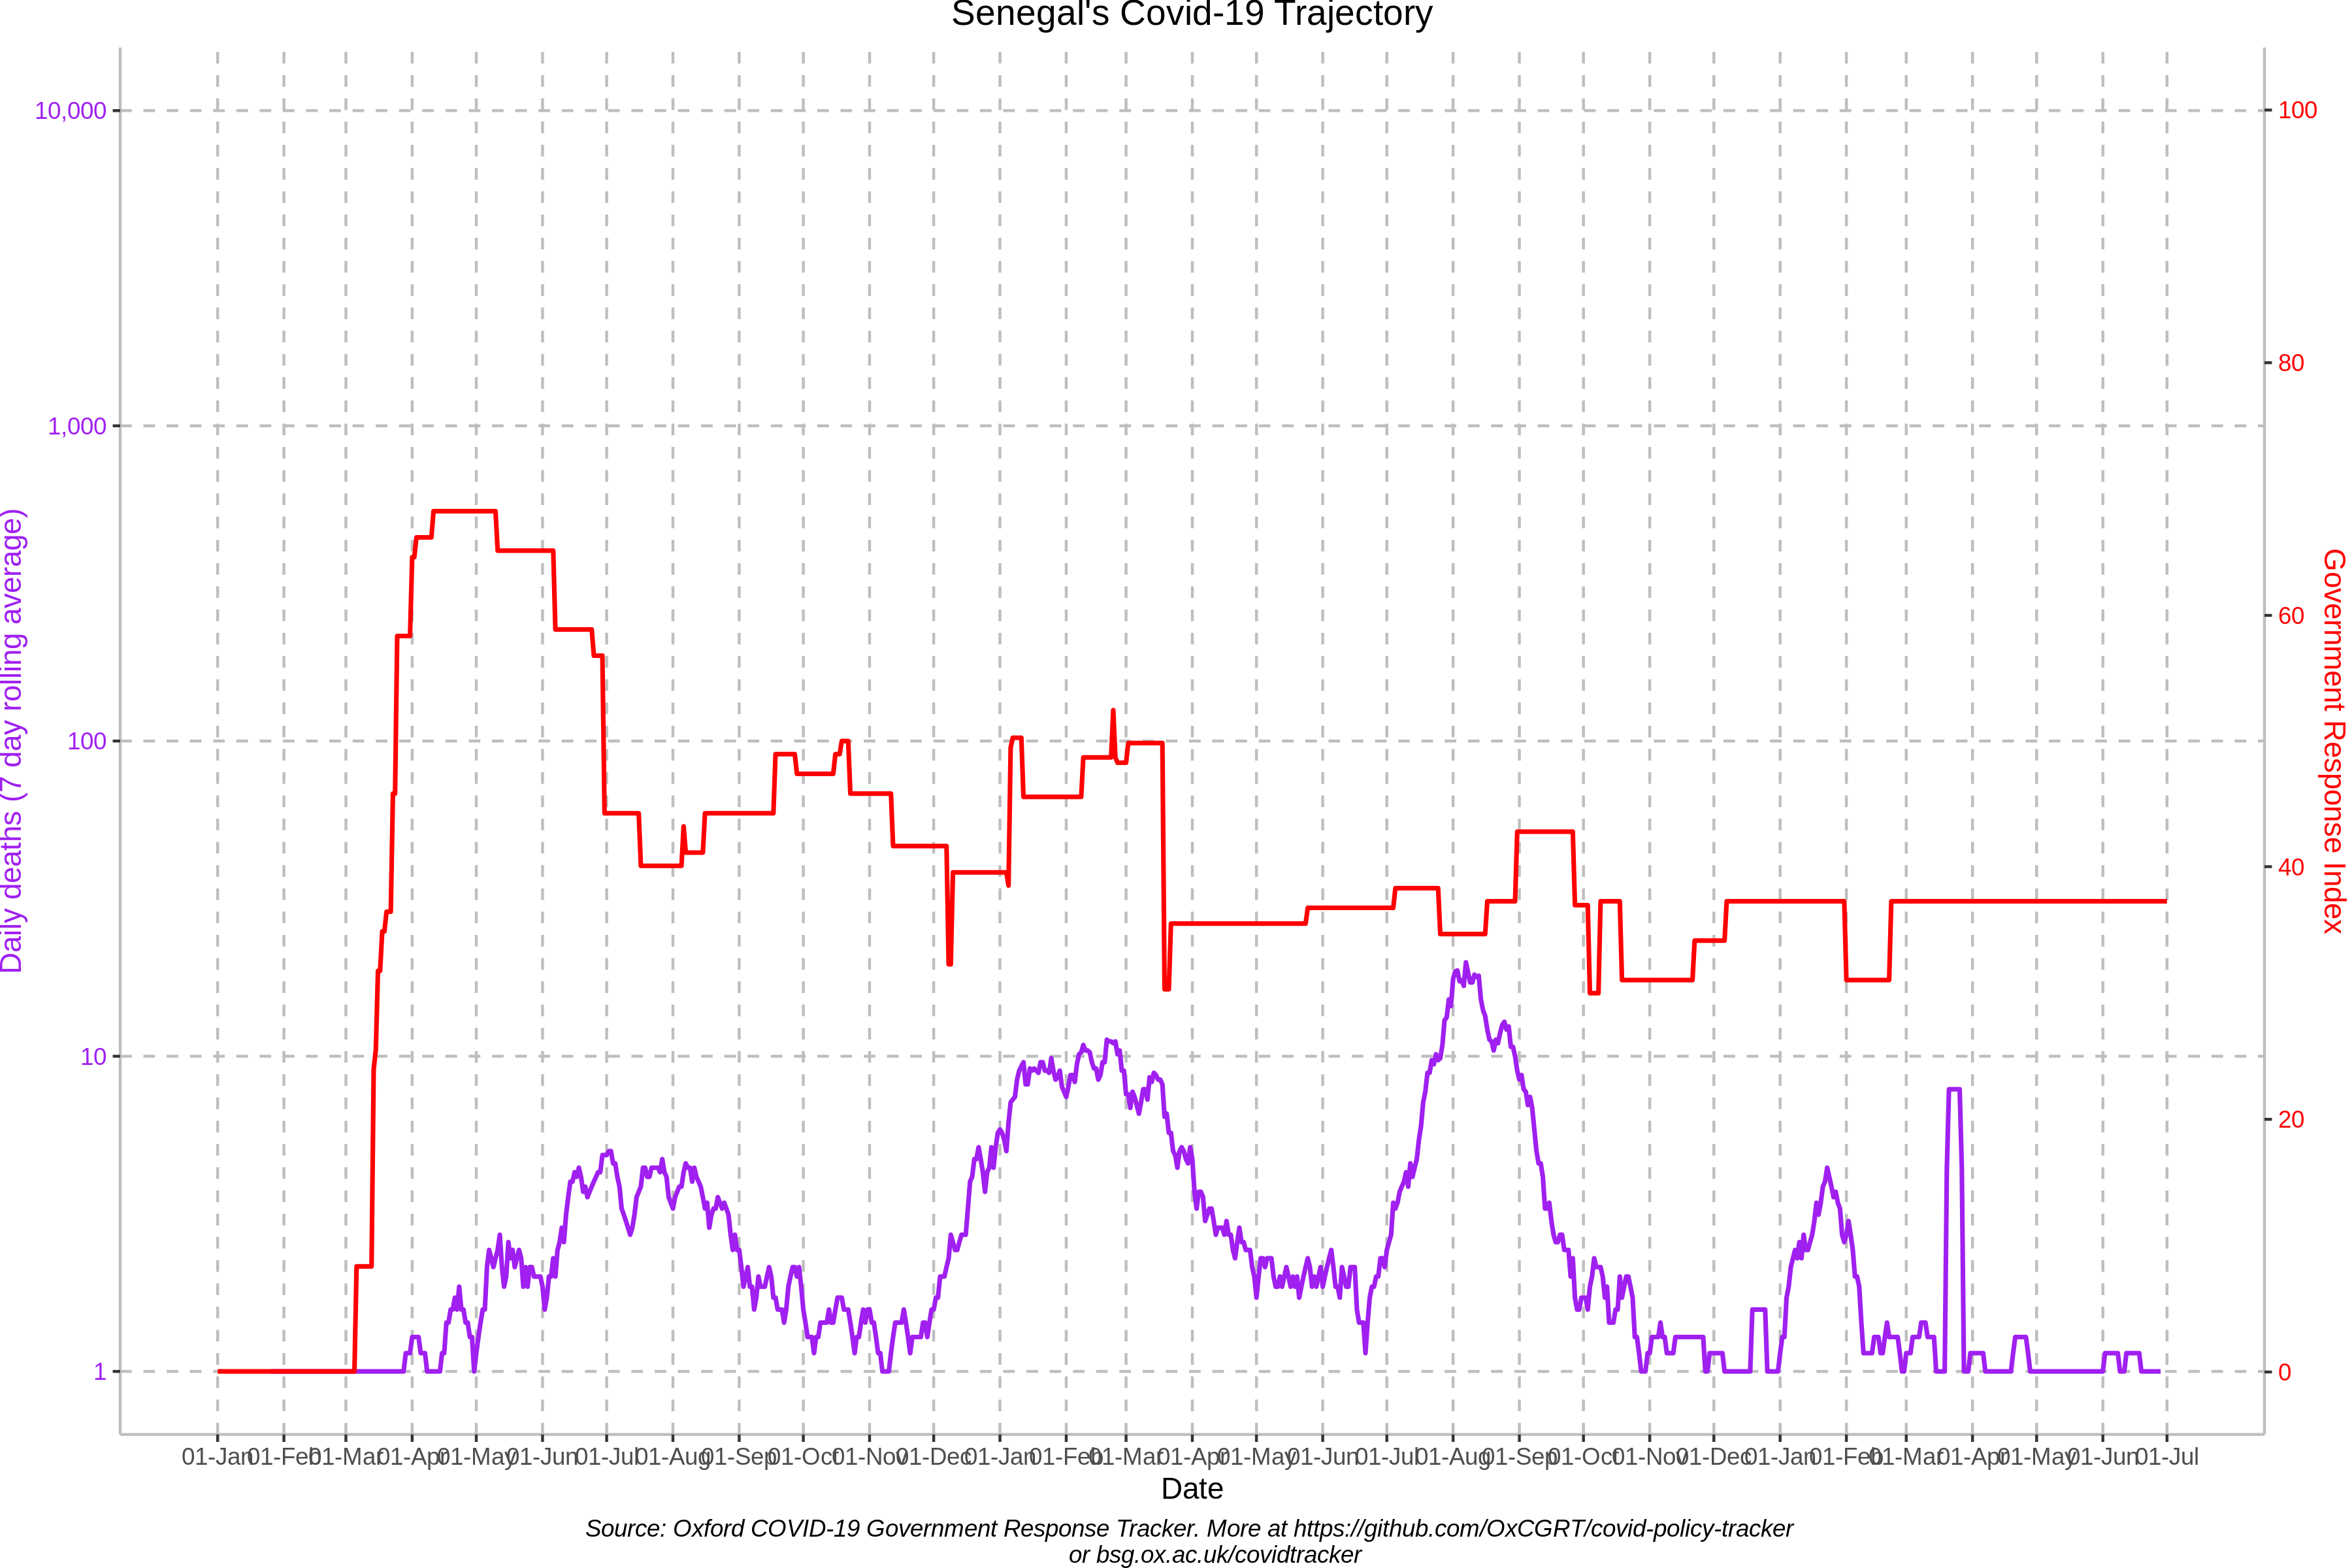 Senegal's Covid-19 Trajectory
10,000
1,000
100
10
1
Daily deaths (7 day rolling average)
100
80
60
40
20
0
Government Response Index
01-Jan 01-Feb 01-Mar 01-Apr 01-May 01-Jun 01-Jul 01-Aug 01-Sep 01-Oct 01-Nov 01-Dec 01-Jan 01-Feb 01-Mar 01-Apr 01-May 01-Jun 01-Jul 01-Aug 01-Sep 01-Oct 01-Nov 01-Dec 01-Jan 01-Feb 01-Mar 01-Apr 01-May 01-Jun 01-Jul
Date
Source: Oxford COVID-19 Government Response Tracker. More at https://github.com/OxCGRT/covid-policy-tracker
or bsg.ox.ac.uk/covidtracker